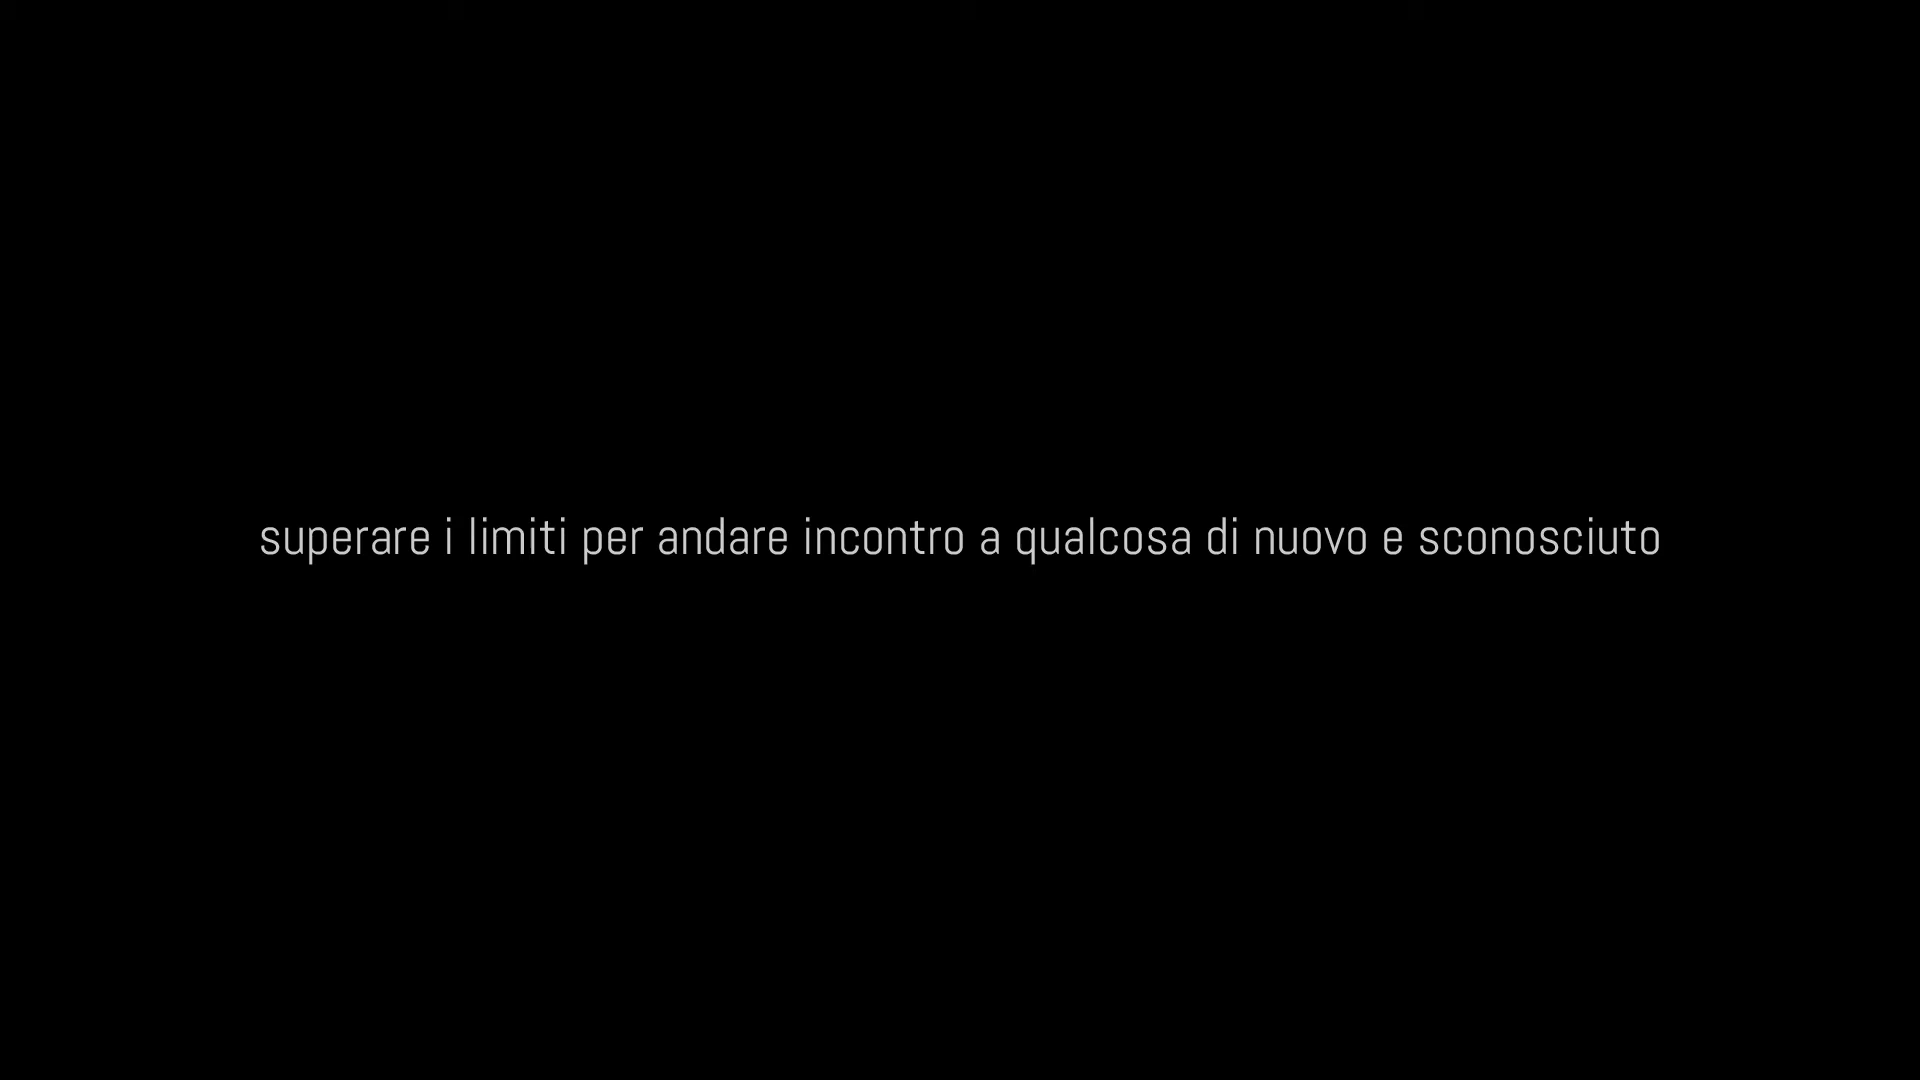 superare i limiti per andare incontro a qualcosa di nuovo e sconosciuto